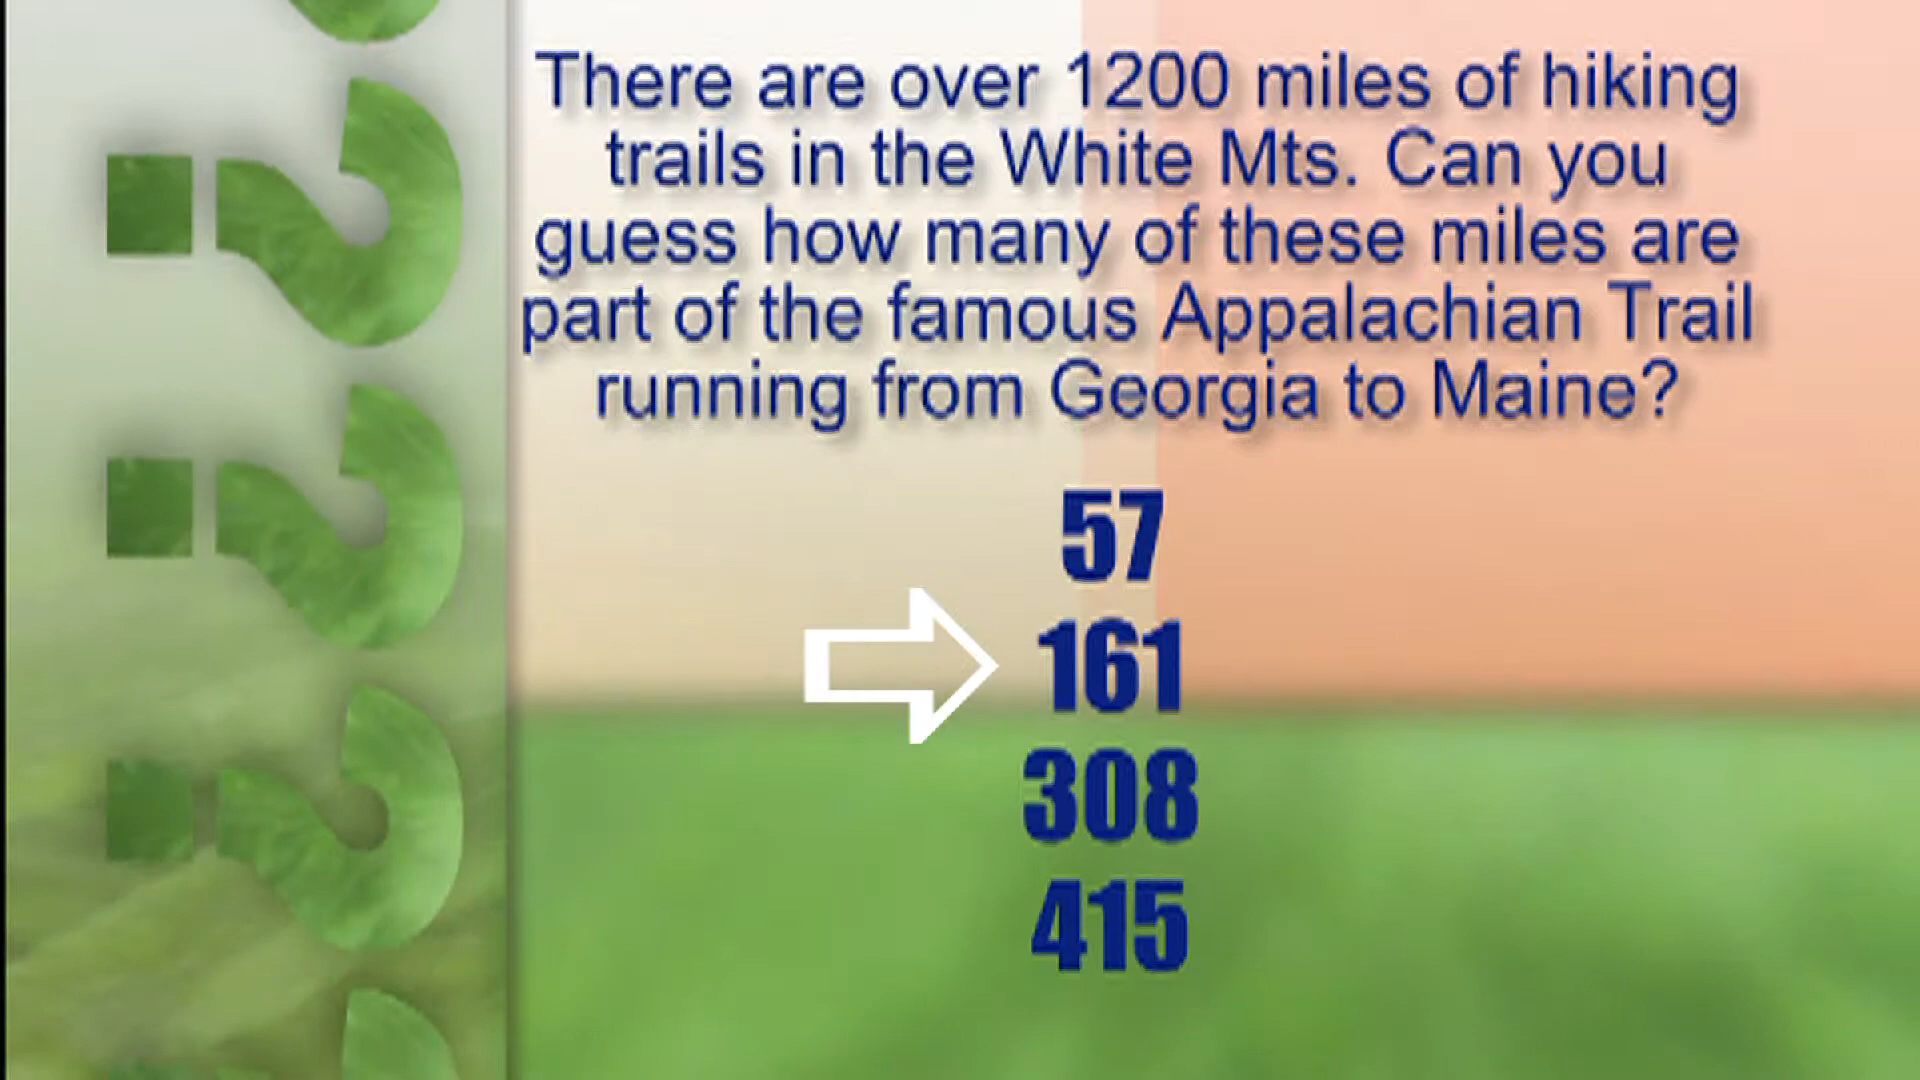 There are over 1200 miles of hiking
trails in the White Mts. Can you
guess how many of these miles are
part of the famous Appalachian Trail
running from Georgia to Maine?
57
161
308
415